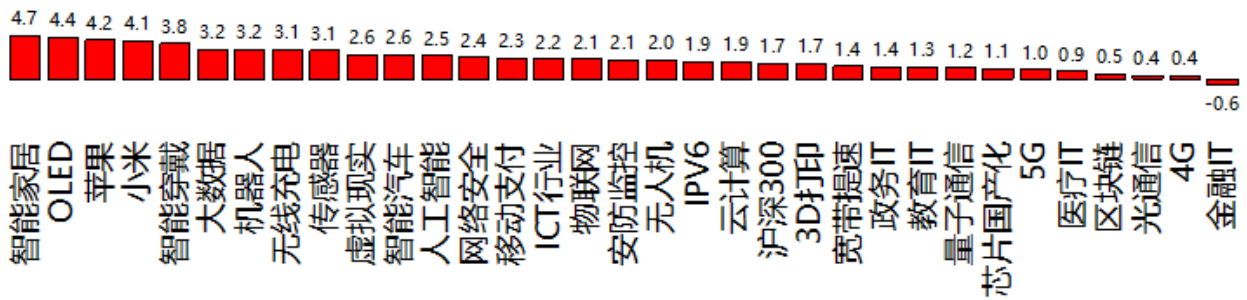 4.7 4.4 4.2 4.1 3.8 3.2 3.2 3.1 3.1 2.6 2.6 2.5 2.4 2.3 2.2 2.1 2.1 2.0 1.9 1.9 1.7 1.7 1.4 1.4 1.3 1.2 1.1 1.0 0.9 0.5 0.4 0.4
-0.6
智能家居
OLED
苹果
小米
智能穿戴
大数据
机器人
无线充电
传感器
虚拟现实
智能汽车
人工智能
网络安全
移动支付
ICT行业
物联网
安防监控
无人机
IPV6
云计算
沪深300
3D打印
宽带提速
政务IT
教育IT
量子通信
芯片国产化
5G
医疗IT
区块链
光通信
4G
金融IT